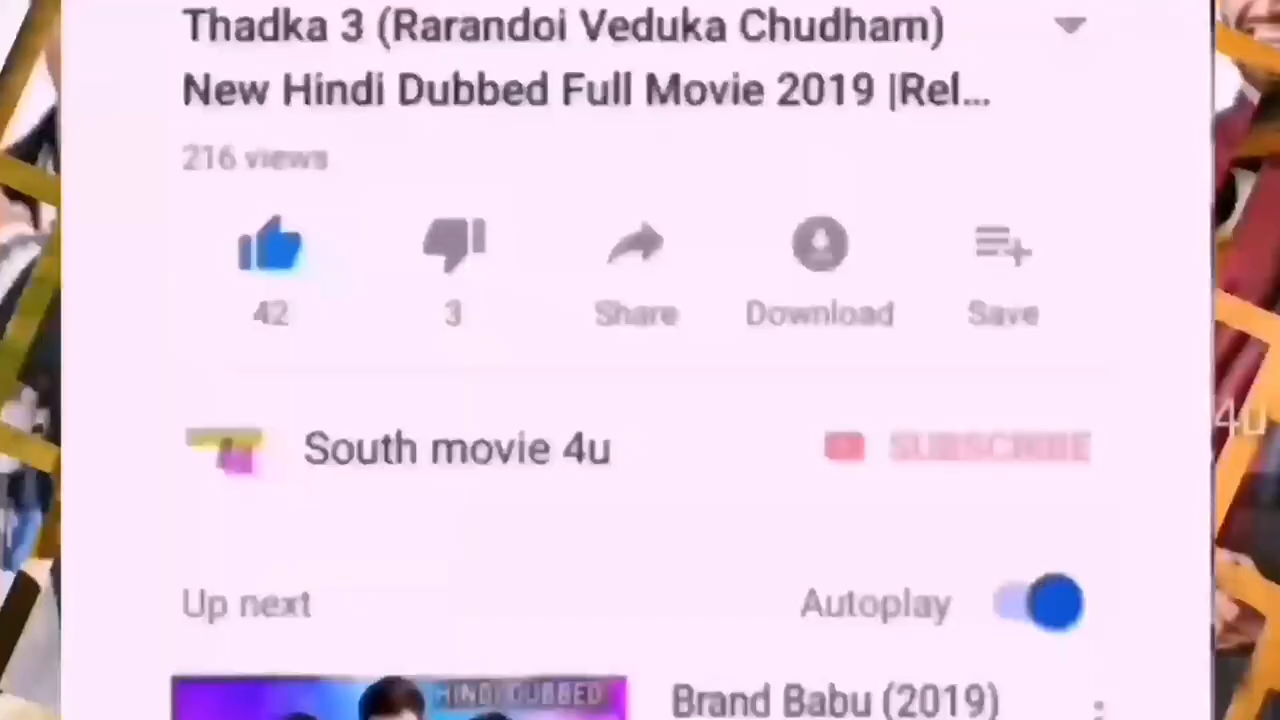 Thadka 3 (Rarandoi Veduka Chudham)
New Hindi Dubbed Full Movie 2019 |Rel...
216 views
42
3
Share
Download
Save
South movie 4u
SUBSCRIBE
4u
Up next
Autoplay
HINDI DUBBED
Brand Babu (2019)